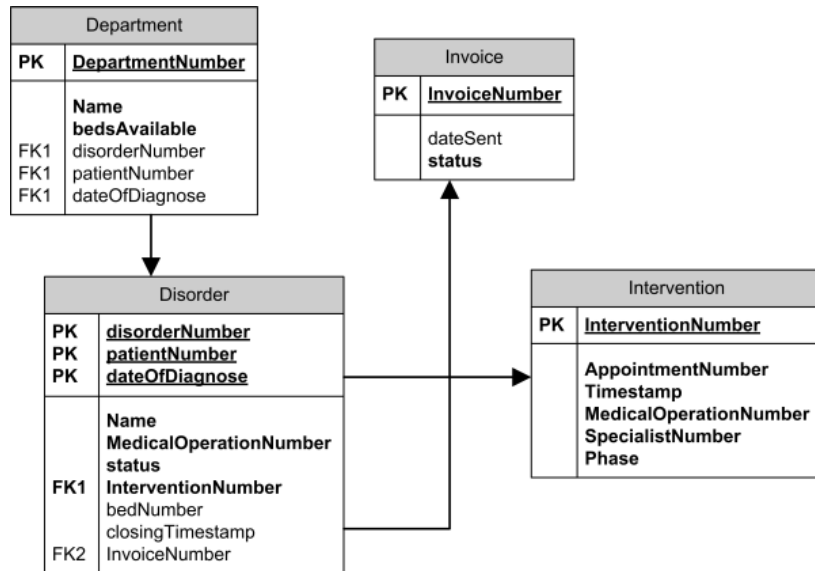 Department
PK DepartmentNumber
Name
bedsAvailable
FK1 disorderNumber
FK1 patientNumber
FK1 dateOfDiagnose
Invoice
PK InvoiceNumber
dateSent
status
Disorder
PK disorderNumber
PK patientNumber
PK dateOfDiagnose
Name
MedicalOperationNumber
status
FK1 InterventionNumber
bedNumber
closingTimestamp
FK2 InvoiceNumber
Intervention
PK InterventionNumber
AppointmentNumber
Timestamp
MedicalOperationNumber
SpecialistNumber
Phase